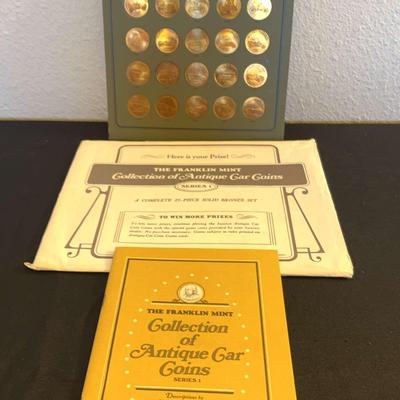 Here is your Prize!
THE FRANKLIN MINT
Collection of Antique Car Coins
SERIES 1
A COMPLETE 25-PIECE SOLID BRONZE SET
TO WIN MORE PRIZES
THE FRANKLIN MINT
Collection
of
Antique Car
Coins
SERIES 1
Descriptions by